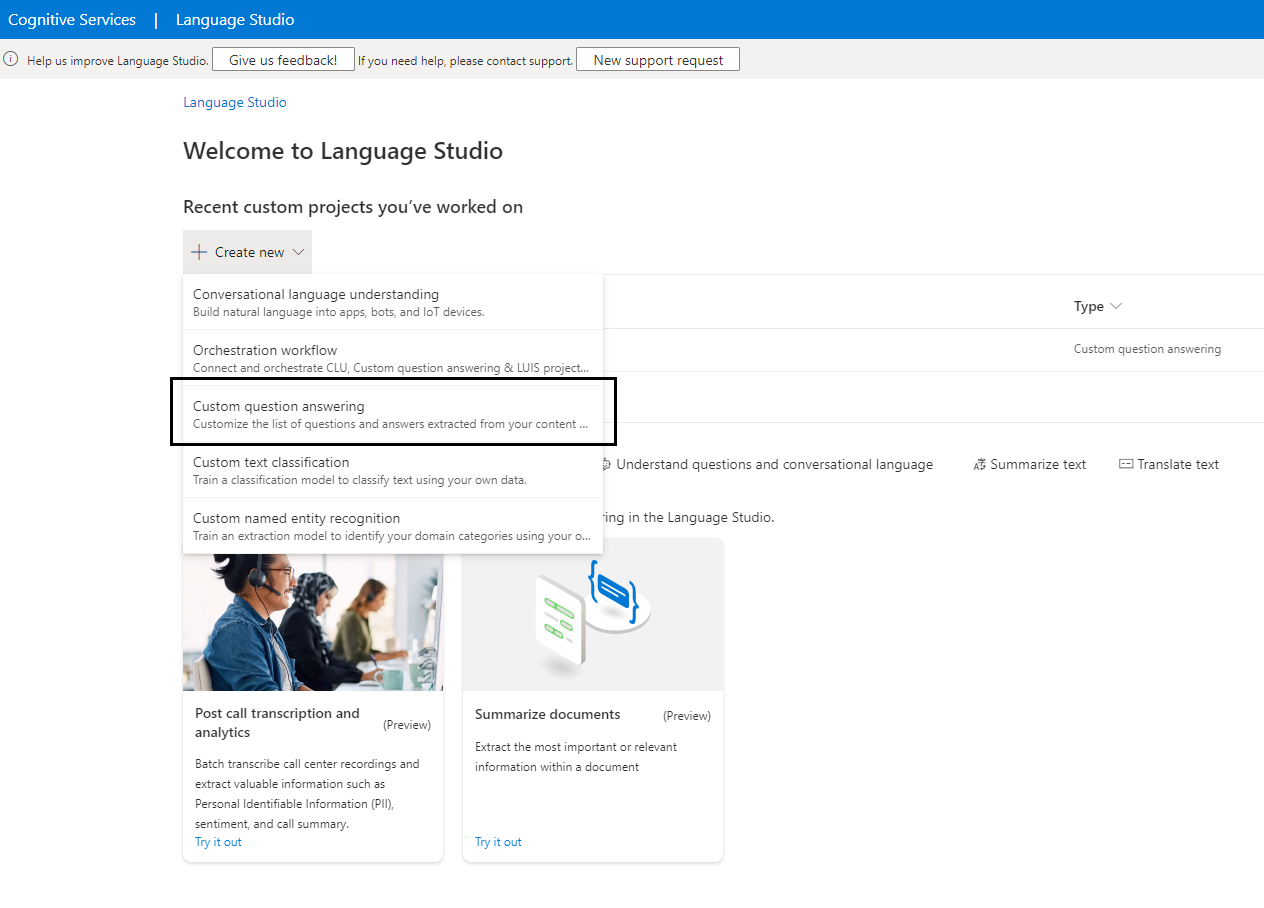 Cognitive Services | Language Studio
Help us improve Language Studio. Give us feedback! If you need help, please contact support. New support request
Language Studio
Welcome to Language Studio
Recent custom projects you’ve worked on
Create new
Conversational language understanding
Build natural language into apps, bots, and IoT devices.
Orchestration workflow
Connect and orchestrate CLU, Custom question answering & LUIS project...
Custom question answering
Customize the list of questions and answers extracted from your content ...
Custom text classification
Train a classification model to classify text using your own data.
Custom named entity recognition
Train an extraction model to identify your domain categories using your o...
Type
Custom question answering
Understand questions and conversational language Summarize text Translate text
ring in the Language Studio.
Post call transcription and
analytics
(Preview)
Batch transcribe call center recordings and
extract valuable information such as
Personal Identifiable Information (PII),
sentiment, and call summary.
Try it out
Summarize documents (Preview)
Extract the most important or relevant
information within a document
Try it out